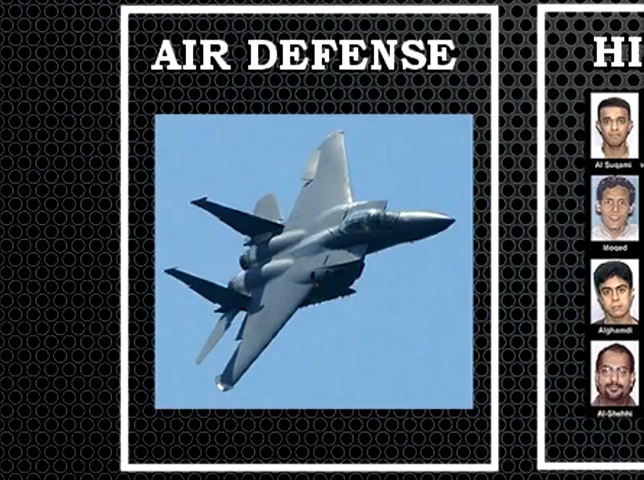 AIR DEFENSE
HI
Al Suqami
Moqed
Alghamdi
Al-Shehhi